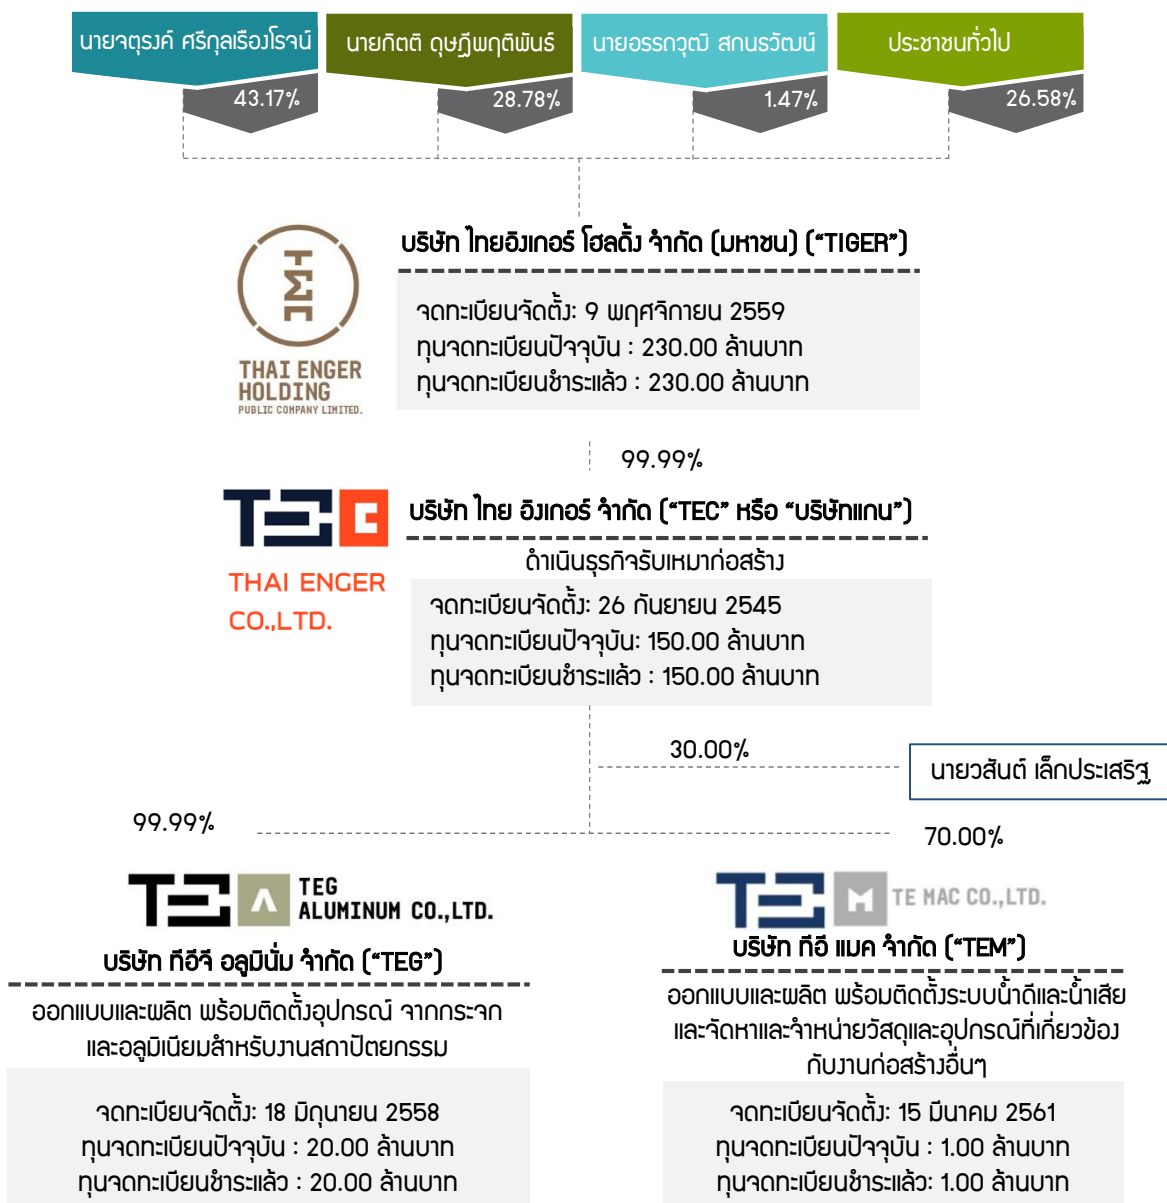 นายจตุรงค์ ศรีกุลเรืองโรจน์
นายกิตติ ดุษฎีพฤติพันธ์
นายอรรถวุฒิ สกนธวัฒน์
ประชาชนทั่วไป
43.17%
28.78%
1.47%
26.58%
บริษัท ไทยอิงเกอร์ โฮลดิ้ง จำกัด (มหาชน) (“TIGER”)
จดทะเบียนจัดตั้ง: 9 พฤศจิกายน 2559
ทุนจดทะเบียนปัจจุบัน : 230.00 ล้านบาท
ทุนจดทะเบียนชำระแล้ว : 230.00 ล้านบาท
THAI ENGER
HOLDING
PUBLIC COMPANY LIMITED.
99.99%
บริษัท ไทย อิงเกอร์ จำกัด (“TEC” หรือ “บริษัทแกน”)
ดำเนินธุรกิจรับเหมาก่อสร้าง
THAI ENGER
CO.,LTD.
จดทะเบียนจัดตั้ง: 26 กันยายน 2545
ทุนจดทะเบียนปัจจุบัน: 150.00 ล้านบาท
ทุนจดทะเบียนชำระแล้ว : 150.00 ล้านบาท
30.00%
นายวสันต์ เล็กประเสริฐ
99.99%
70.00%
TEA
TEG
ALUMINUM CO.,LTD.
บริษัท ทีอีจี อลูมินั่ม จำกัด (“TEG”)
ออกแบบและผลิต พร้อมติดตั้งอุปกรณ์ จากกระจก
และอลูมิเนียมสำหรับงานสถาปัตยกรรม
จดทะเบียนจัดตั้ง: 18 มิถุนายน 2558
ทุนจดทะเบียนปัจจุบัน : 20.00 ล้านบาท
ทุนจดทะเบียนชำระแล้ว : 20.00 ล้านบาท
TEM
TE MAC CO.,LTD.
บริษัท ทีอี แมค จำกัด (“TEM”)
ออกแบบและผลิต พร้อมติดตั้งระบบน้ำดีและน้ำเสีย
และจัดหาและจำหน่ายวัสดุและอุปกรณ์ที่เกี่ยวข้อง
กับงานก่อสร้างอื่นๆ
จดทะเบียนจัดตั้ง: 15 มีนาคม 2561
ทุนจดทะเบียนปัจจุบัน : 1.00 ล้านบาท
ทุนจดทะเบียนชำระแล้ว: 1.00 ล้านบาท